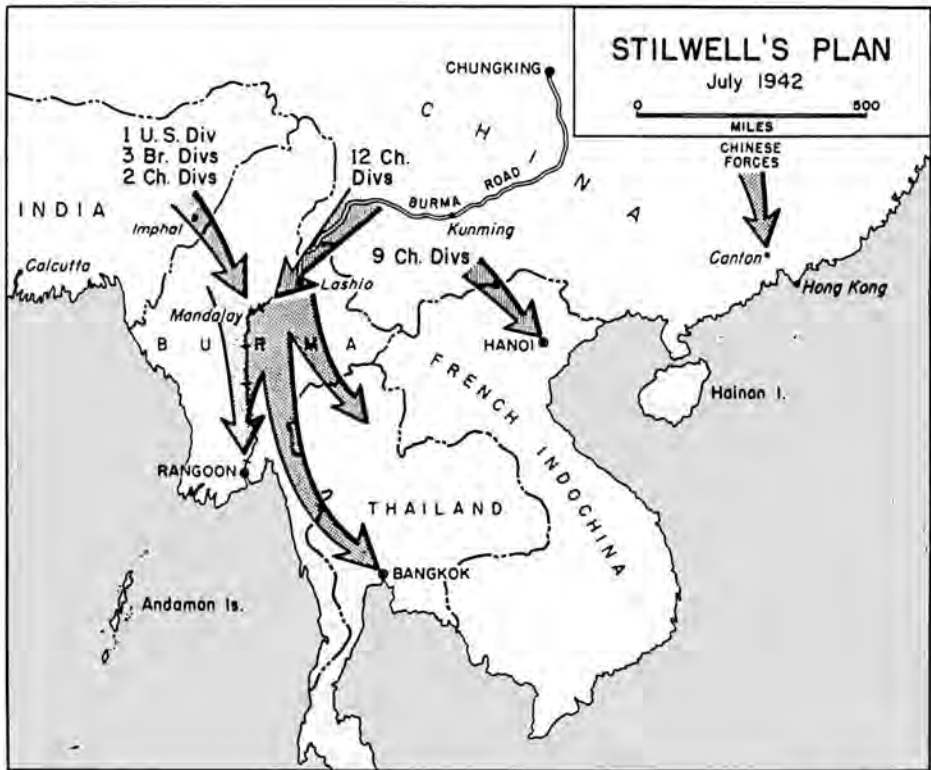 STILWELL'S PLAN
July 1942
0 500
MILES
CHINESE
FORCES
CHUNGKING
CHINA
1 U.S. Div
3 Br. Divs
2 Ch. Divs
12 Ch.
Divs
BURMA ROAD
INDIA
Imphal
Kunming
9 Ch. Divs
Canton
Calcutta
Lashio
Hong Kong
Mandalay
BURMA
HANOI
FRENCH INDOCHINA
Hainan I.
RANGOON
THAILAND
BANGKOK
Andaman Is.